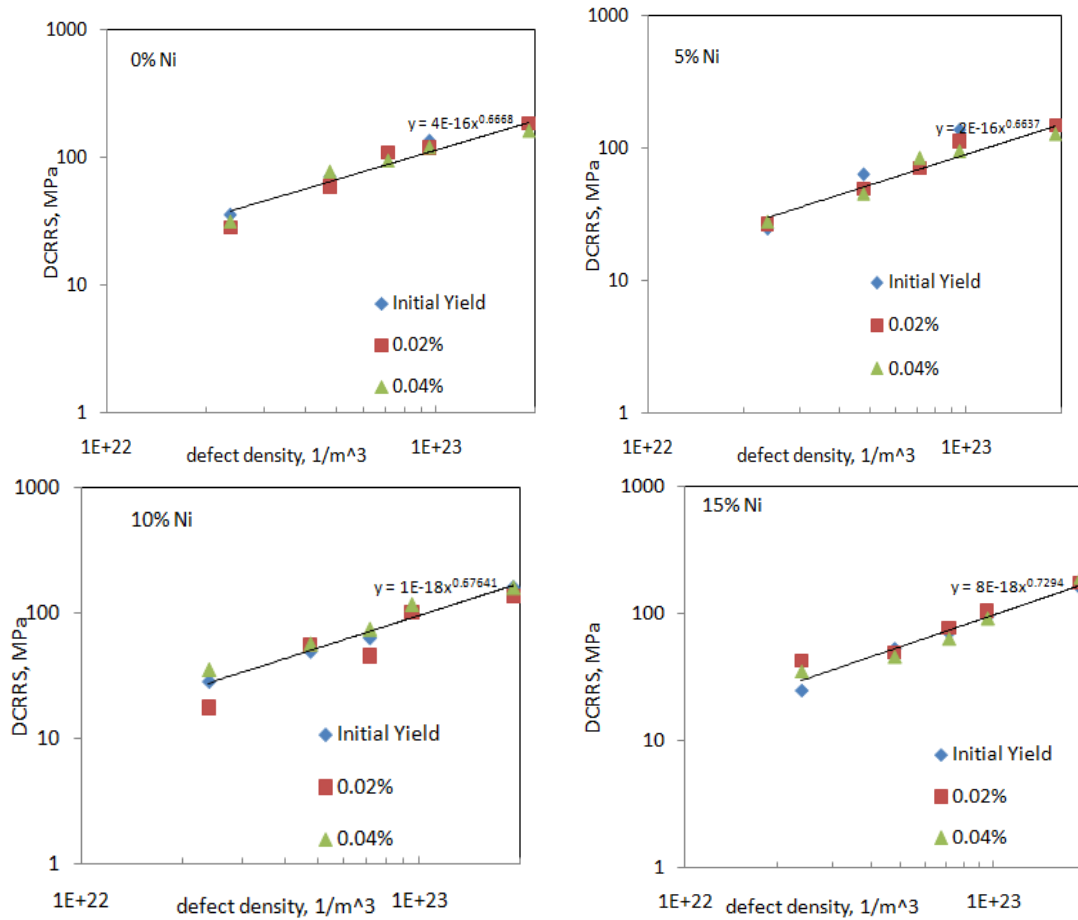 1000
0% Ni
y = 4E-16x^0.6668
100
DCRRS, MPa
10
Initial Yield
0.02%
0.04%
1
1E+22
1E+23
defect density, 1/m^3
1000
5% Ni
100
DCRRS, MPa
10
Initial Yield
0.02%
0.04%
1
1E+22
1E+23
defect density, 1/m^3
1000
10% Ni
y = 1E-18x^0.67641
100
DCRRS, MPa
10
Initial Yield
0.02%
0.04%
1
1E+22
1E+23
defect density, 1/m^3
1000
15% Ni
y = 8E-18x^0.7294
100
DCRRS, MPa
10
Initial Yield
0.02%
0.04%
1
1E+22
1E+23
defect density, 1/m^3